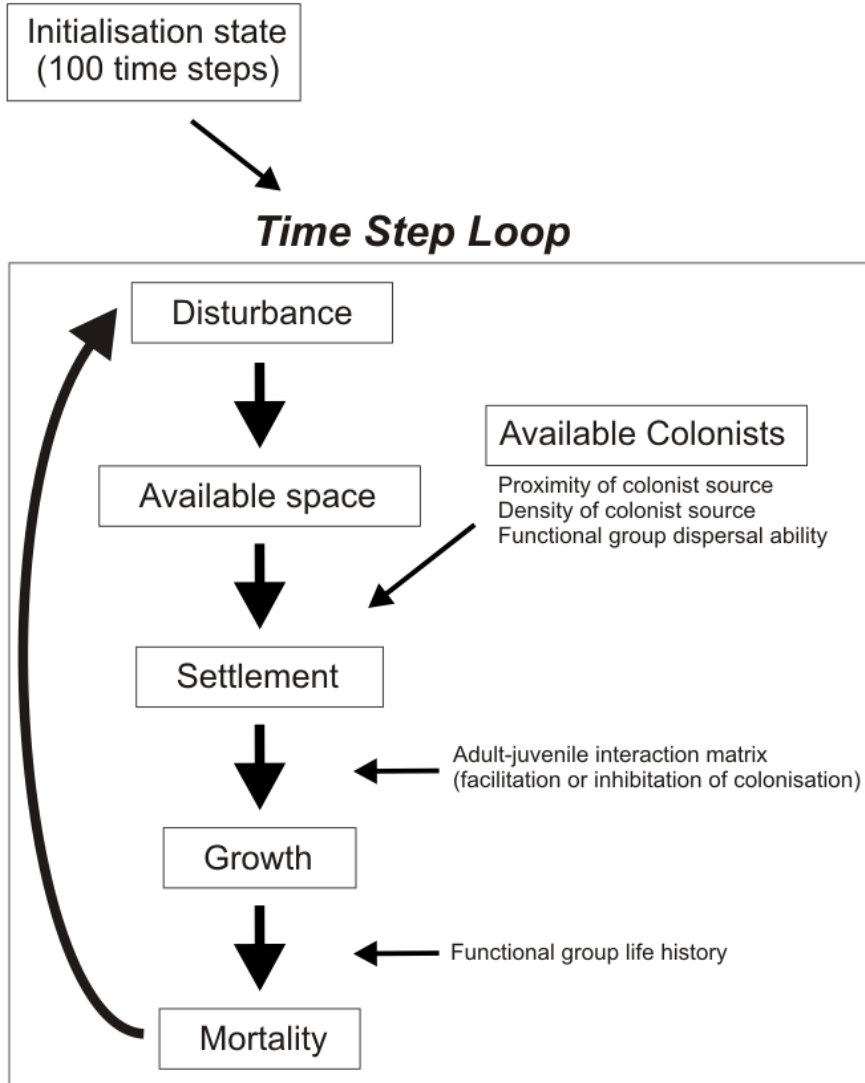 Initialisation state
(100 time steps)
Time Step Loop
Disturbance
Available space
Available Colonists
Proximity of colonist source
Density of colonist source
Functional group dispersal ability
Settlement
Adult-juvenile interaction matrix
(facilitation or inhibitation of colonisation)
Growth
Functional group life history
Mortality